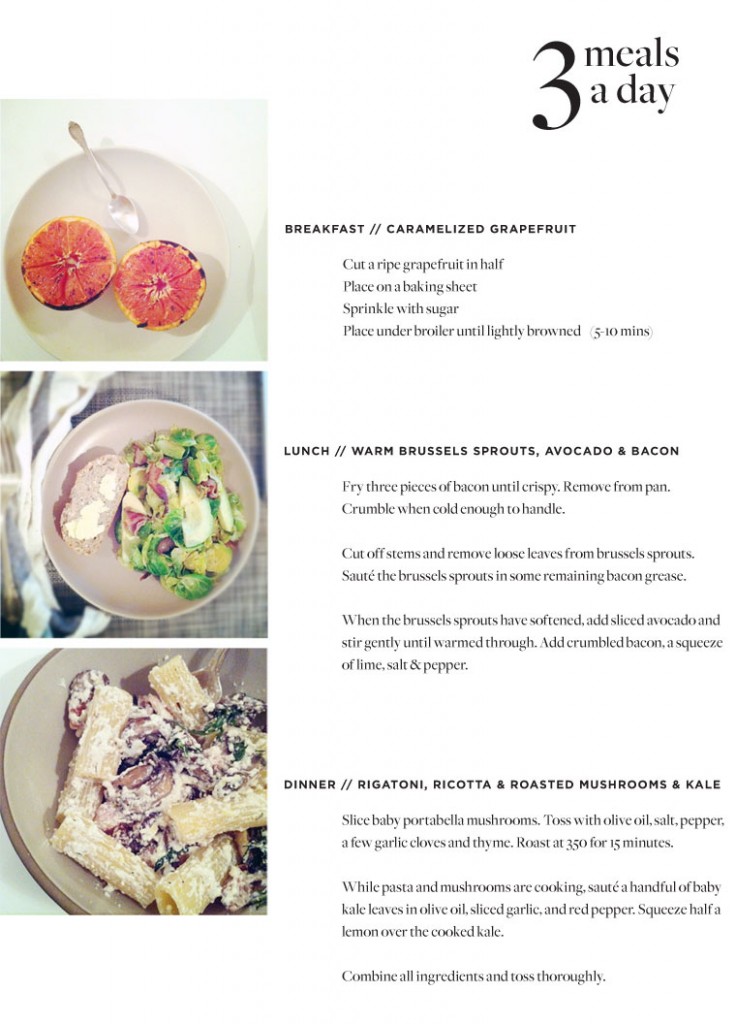 3 meals
a day
BREAKFAST // CARAMELIZED GRAPEFRUIT
Cut a ripe grapefruit in half
Place on a baking sheet
Sprinkle with sugar
Place under broiler until lightly browned (5-10 mins)
LUNCH // WARM BRUSSELS SPROUTS, AVOCADO & BACON
Fry three pieces of bacon until crispy. Remove from pan.
Crumble when cold enough to handle.
Cut off stems and remove loose leaves from brussels sprouts.
Sauté the brussels sprouts in some remaining bacon grease.
When the brussels sprouts have softened, add sliced avocado and
stir gently until warmed through. Add crumbled bacon, a squeeze
of lime, salt & pepper.
DINNER // RIGATONI, RICOTTA & ROASTED MUSHROOMS & KALE
Slice baby portabella mushrooms. Toss with olive oil, salt, pepper,
a few garlic cloves and thyme. Roast at 350 for 15 minutes.
While pasta and mushrooms are cooking, sauté a handful of baby
kale leaves in olive oil, sliced garlic, and red pepper. Squeeze half a
lemon over the cooked kale.
Combine all ingredients and toss thoroughly.